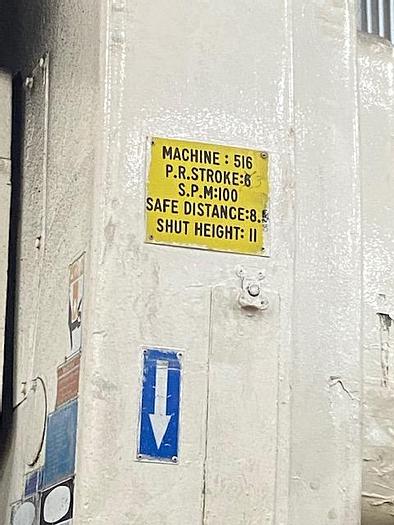 MACHINE : 516
P.R.STROKE:6
S.P.M:100
SAFE DISTANCE:8.5
SHUT HEIGHT: 11